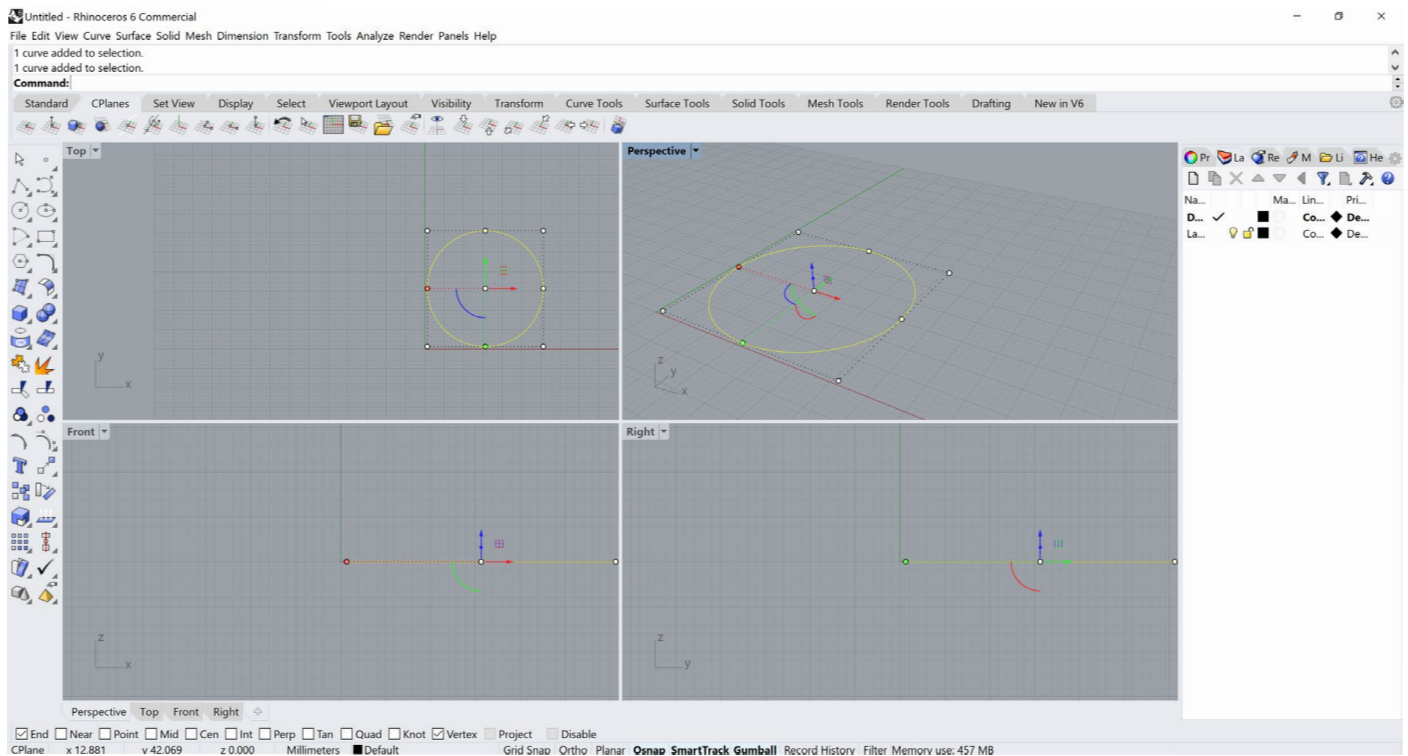 Untitled - Rhinoceros 6 Commercial
File Edit View Curve Surface Solid Mesh Dimension Transform Tools Analyze Render Panels Help
1 curve added to selection.
1 curve added to selection.
Command:
Standard CPlanes Set View Display Select Viewport Layout Visibility Transform Curve Tools Surface Tools Solid Tools Mesh Tools Render Tools Drafting New in V6
Top Perspective
Pr La Re M Li He
Na... Ma... Lin... Pri...
D... Co... De...
La... Co... De...
y
x
z
y
x
Front Right
z
x
z
y
Perspective Top Front Right
End Near Point Mid Cen Int Perp Tan Quad Knot Vertex Project Disable
CPlane x 12.881 y 42.069 z 0.000 Millimeters Default Grid Snap Ortho Planar Osnap SmartTrack Gumball Record History Filter Memory use: 457 MB